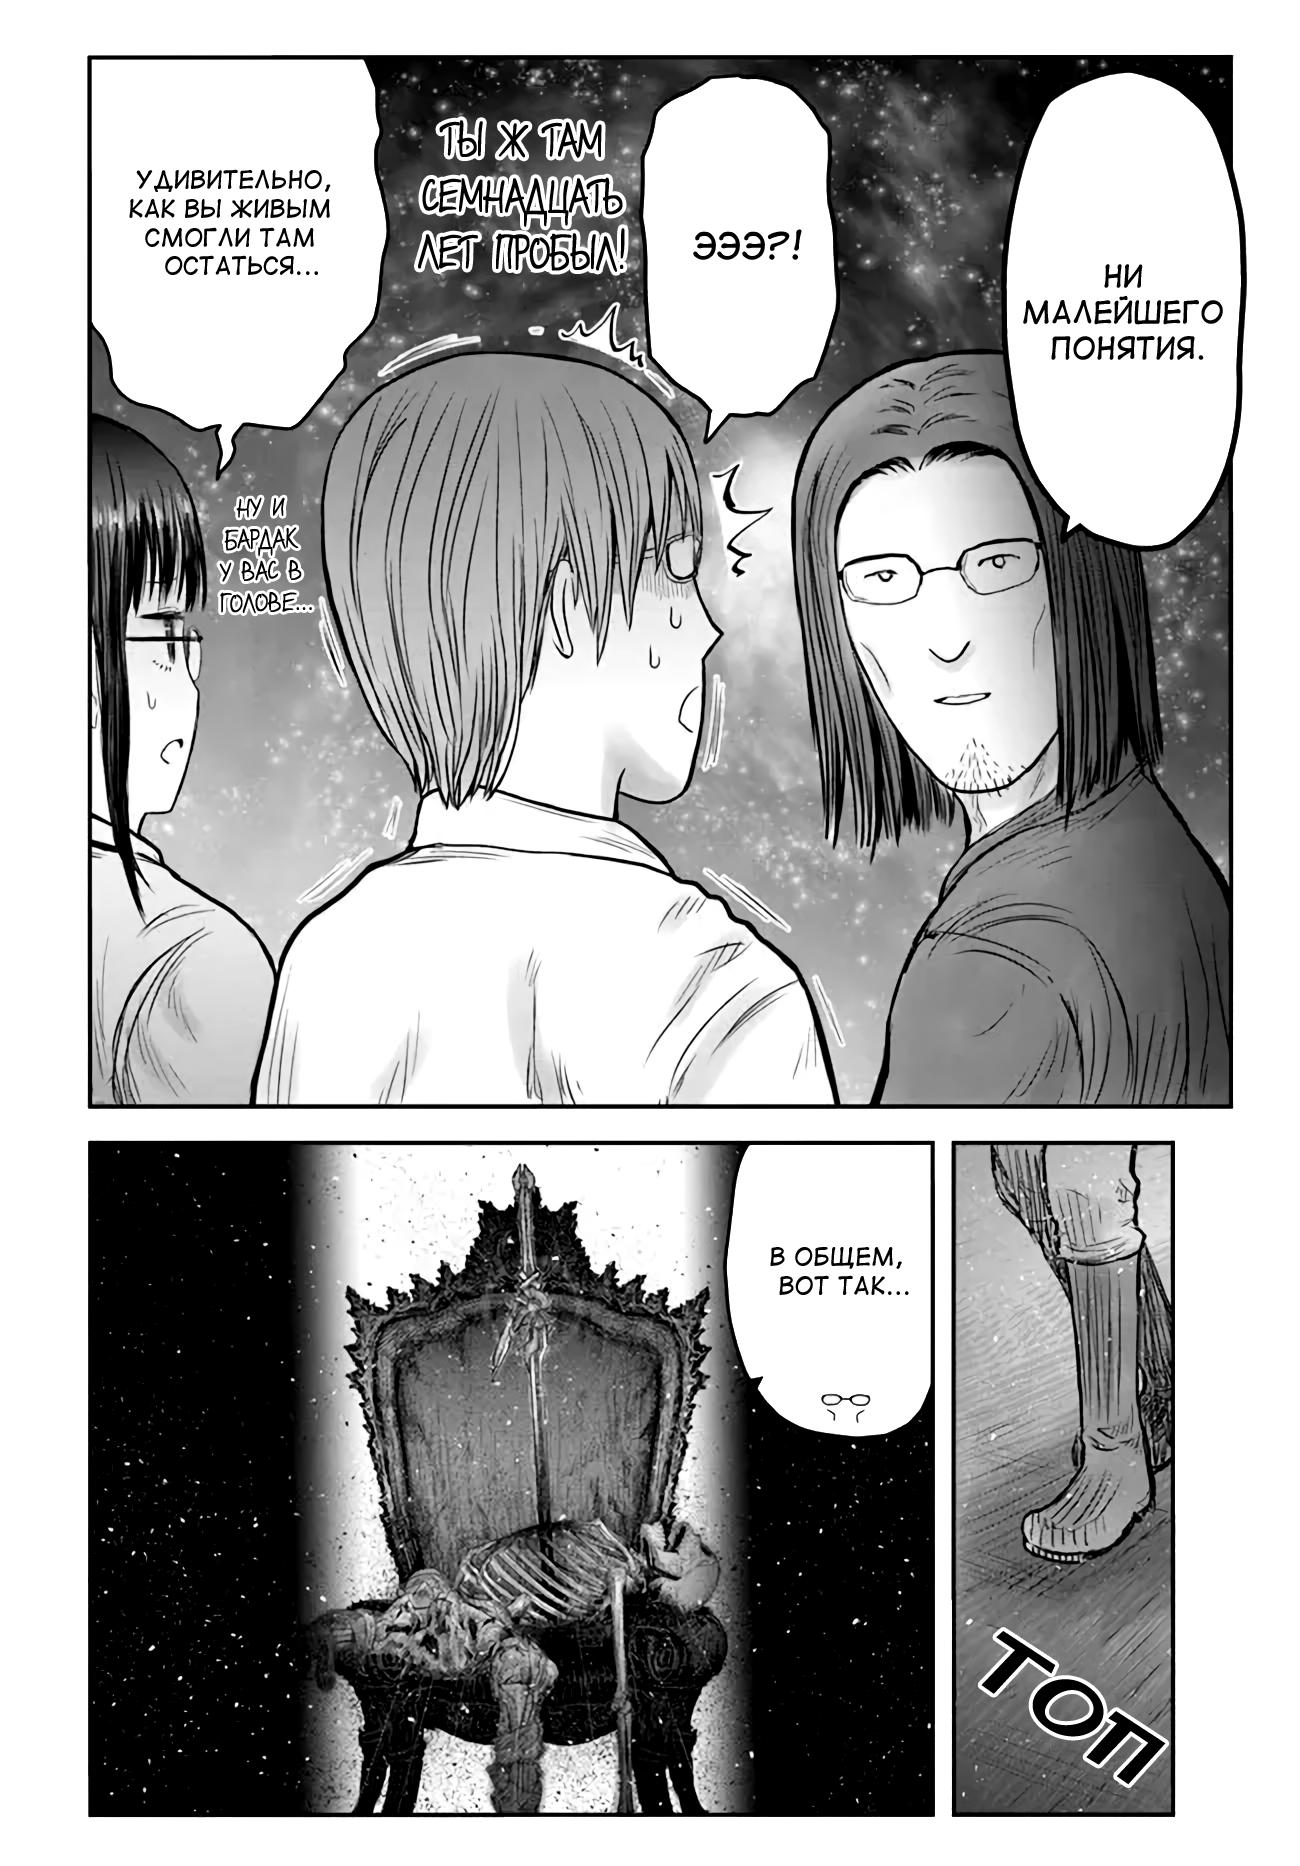 НИ
МАЛЕЙШЕГО
ПОНЯТИЯ.
ЭЭЭ?!
ТЫ Ж ТАМ
СЕМНАДЦАТЬ
ЛЕТ ПРОБЫЛ!
УДИВИТЕЛЬНО,
КАК ВЫ ЖИВЫМ
СМОГЛИ ТАМ
ОСТАТЬСЯ...
НУ И
БАРДАК
У ВАС В
ГОЛОВЕ...
ТОП
В ОБЩЕМ,
ВОТ ТАК...